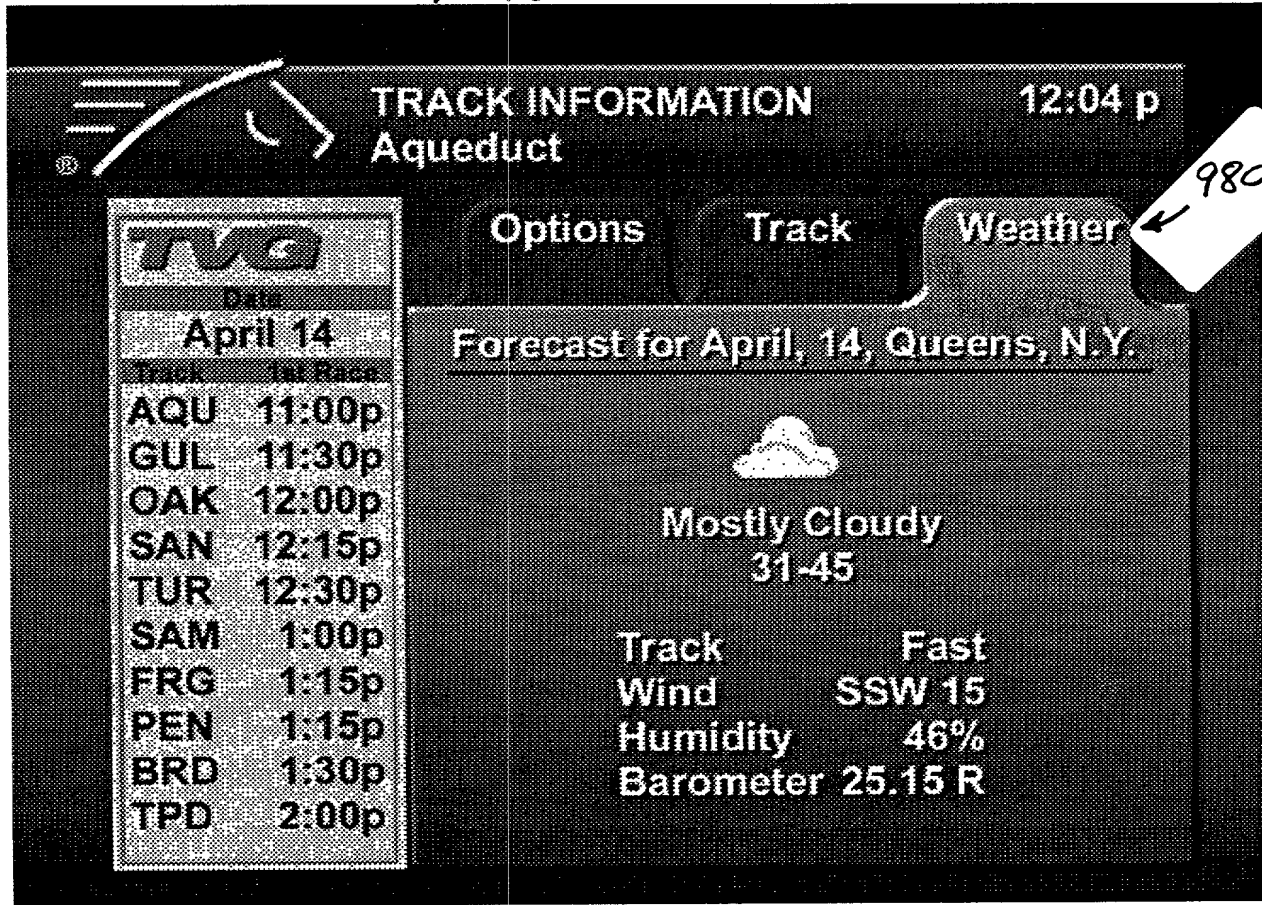 TRACK INFORMATION 12:04 p
Aqueduct
®
980
Options Track Weather
TVG
Date
April 14
Track 1st Race
AQU 11:00p
GUL 11:30p
OAK 12:00p
SAN 12:15p
TUR 12:30p
SAM 1:00p
FRG 1:15p
PEN 1:15p
BRD 1:30p
TPD 2:00p
Forecast for April, 14, Queens, N.Y.
Mostly Cloudy
31-45
Track Fast
Wind SSW 15
Humidity 46%
Barometer 25.15 R